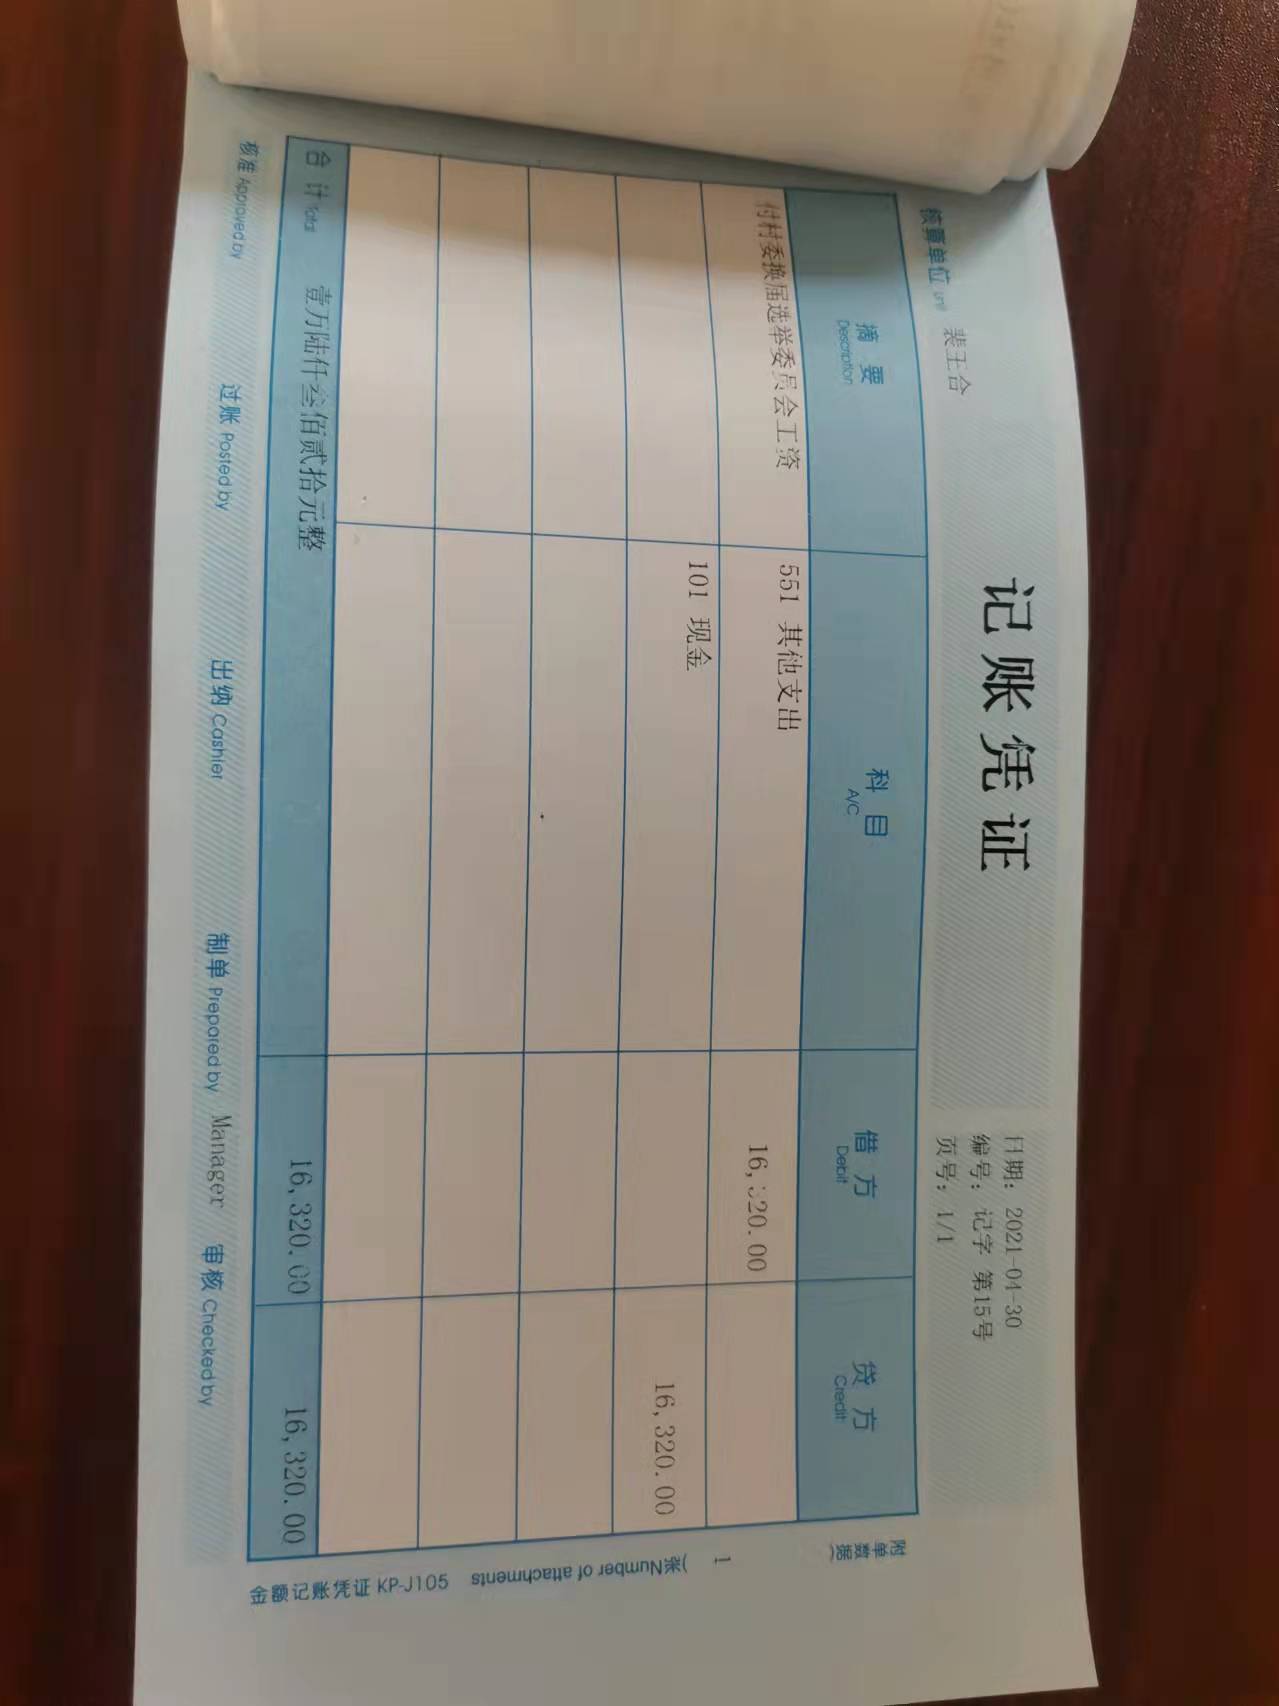 记账凭证
日期：2021-04-30
编号：记字 第15号
核算单位 unit 裴王合 页号：1/1
摘要 科目 借方 贷方
Description A/C Debit Credit
付村委换届选举委员会工资 551 其他支出 16,320.00
101 现金 16,320.00
合计 Total 壹万陆仟叁佰贰拾元整 16,320.00 16,320.00
核准 Approved by 过账 Posted by 出纳 Cashier 制单 Prepared by Manager 审核 Checked by
附单数据( 1 )张Number of attachments
金额记账凭证 KP-J105